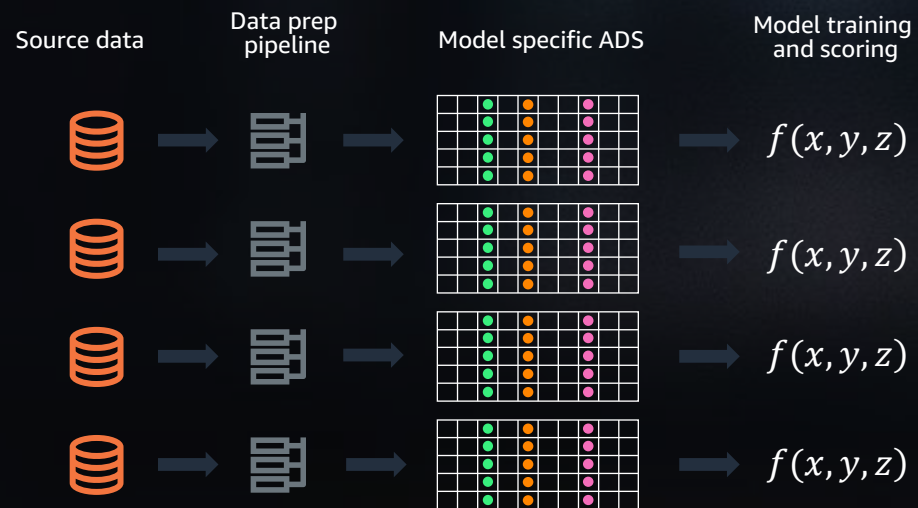 Source data
Data prep
pipeline
Model specific ADS
Model training
and scoring
f(x, y, z)
f(x, y, z)
f(x, y, z)
f(x, y, z)